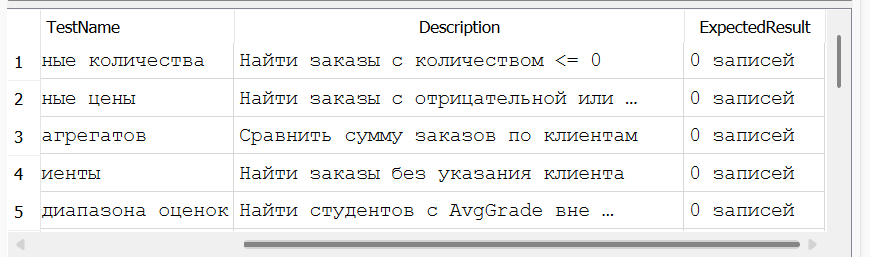 TestName Description ExpectedResult
1 ные количества Найти заказы с количеством <= 0 0 записей
2 ные цены Найти заказы с отрицательной или … 0 записей
3 агрегатов Сравнить сумму заказов по клиентам 0 записей
4 иенты Найти заказы без указания клиента 0 записей
5 диапазона оценок Найти студентов с AvgGrade вне … 0 записей